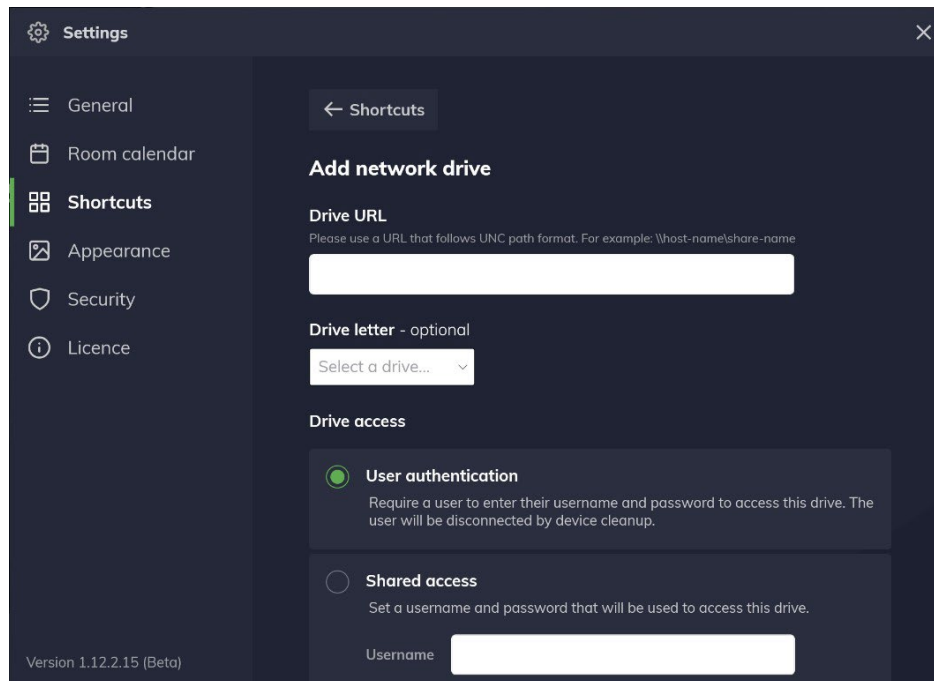 Settings
General
Room calendar
Shortcuts
Appearance
Security
Licence
Version 1.12.2.15 (Beta)
← Shortcuts
Add network drive
Drive URL
Please use a URL that follows UNC path format. For example: \\host-name\share-name
Drive letter - optional
Select a drive...
Drive access
User authentication
Require a user to enter their username and password to access this drive. The
user will be disconnected by device cleanup.
Shared access
Set a username and password that will be used to access this drive.
Username